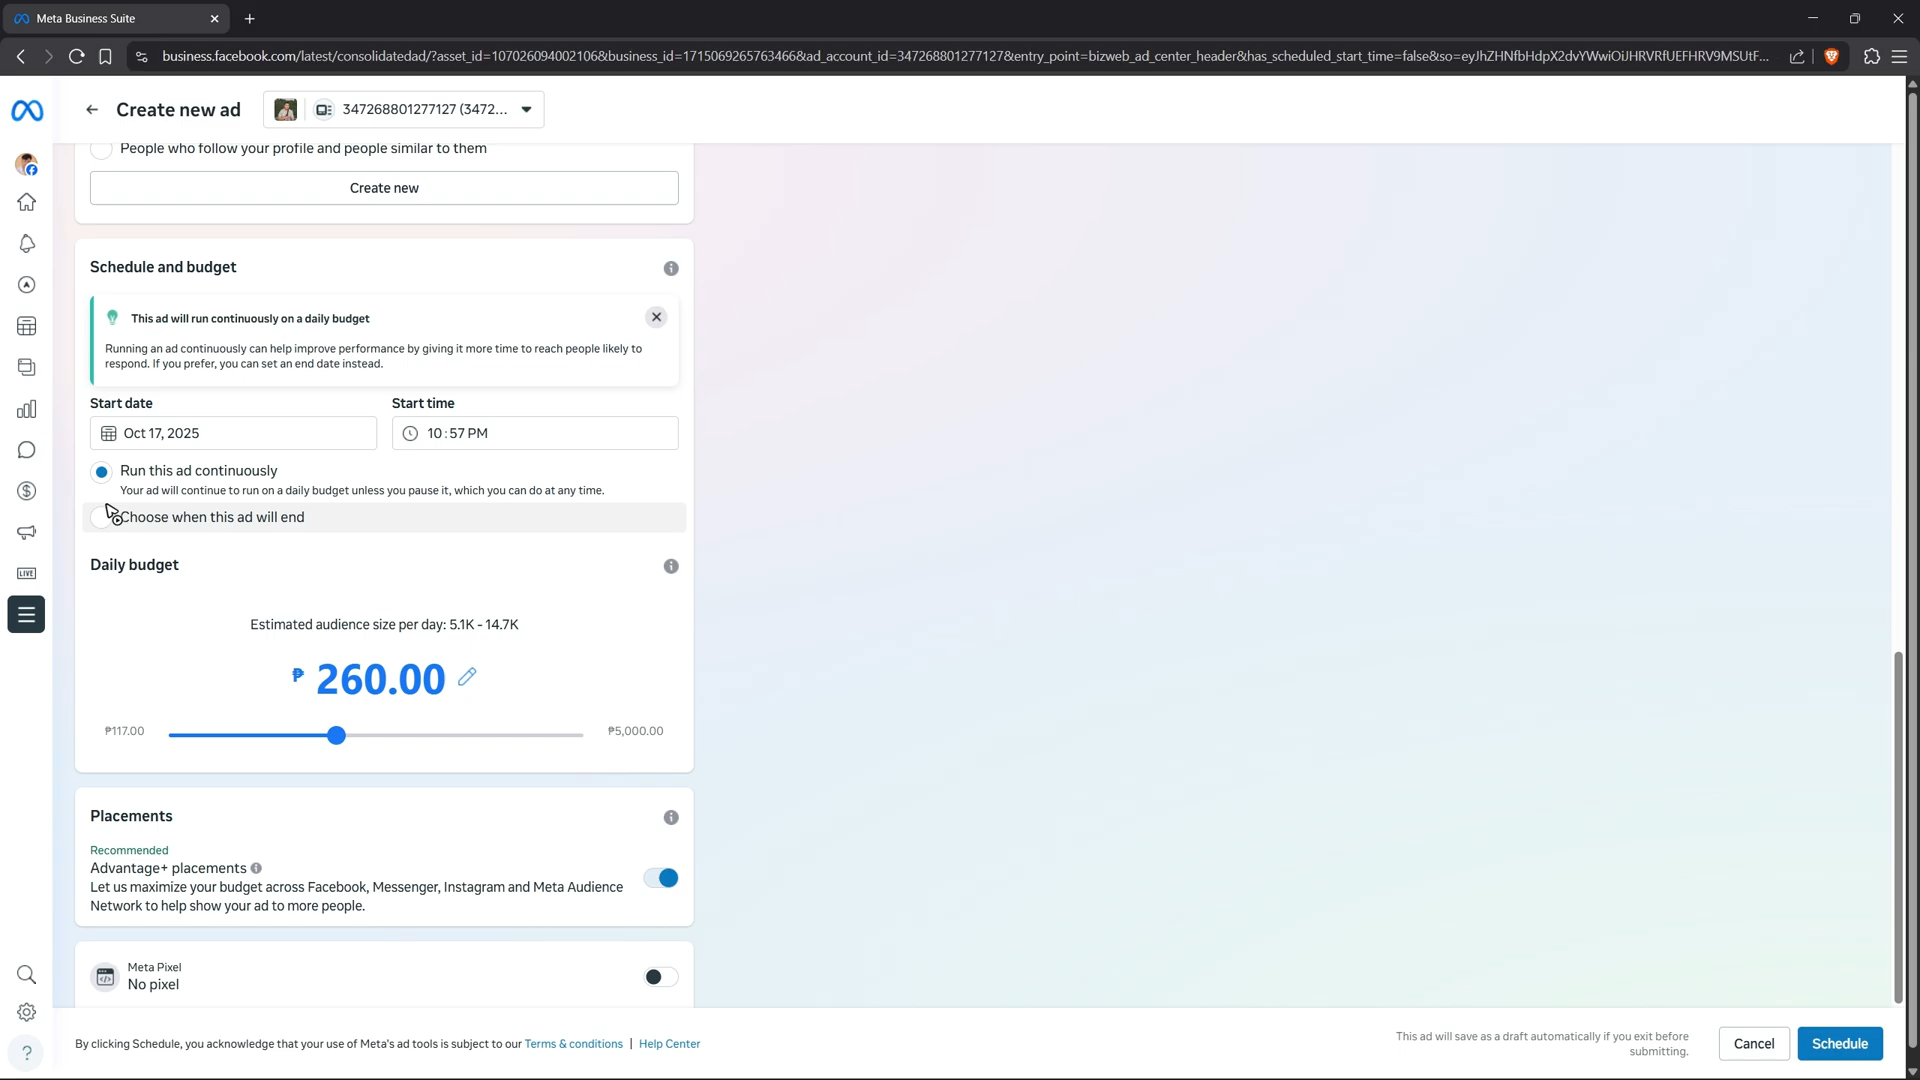 Meta Business Suite
business.facebook.com/latest/consolidatedad/?asset_id=107026094002106&business_id=1715069265763466&ad_account_id=347268801277127&entry_point=bizweb_ad_center_header&has_scheduled_start_time=false&so=eyJhZHNfbHdpX2dvYWwiOiJHRVRfUEFHRV9MSUtF...
Create new ad
347268801277127 (3472...
People who follow your profile and people similar to them
Create new
Schedule and budget
This ad will run continuously on a daily budget
Running an ad continuously can help improve performance by giving it more time to reach people likely to
respond. If you prefer, you can set an end date instead.
Start date Start time
Oct 17, 2025 10:57 PM
Run this ad continuously
Your ad will continue to run on a daily budget unless you pause it, which you can do at any time.
Choose when this ad will end
Daily budget
LIVE
Estimated audience size per day: 5.1K - 14.7K
₱ 260.00
₱117.00 ₱5,000.00
Placements
Recommended
Advantage+ placements
Let us maximize your budget across Facebook, Messenger, Instagram and Meta Audience
Network to help show your ad to more people.
Meta Pixel
No pixel
By clicking Schedule, you acknowledge that your use of Meta's ad tools is subject to our Terms & conditions | Help Center
This ad will save as a draft automatically if you exit before
submitting.
Cancel Schedule